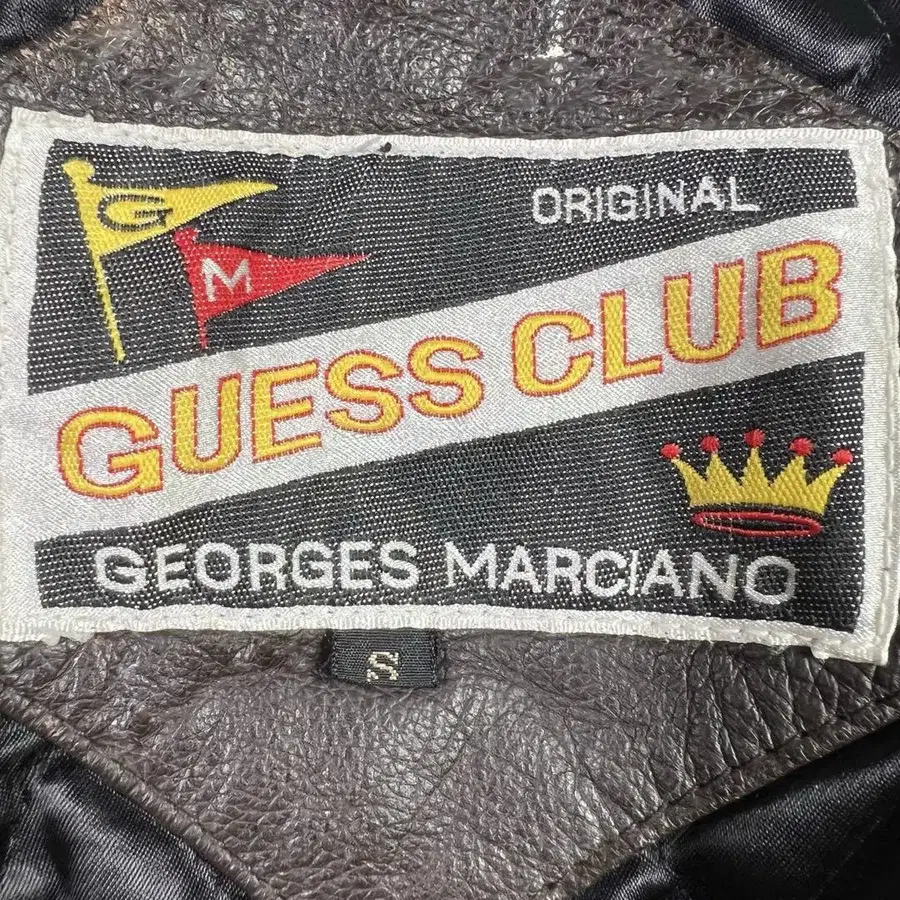 G
M
ORIGINAL
GUESS CLUB
GEORGES MARCIANO
S